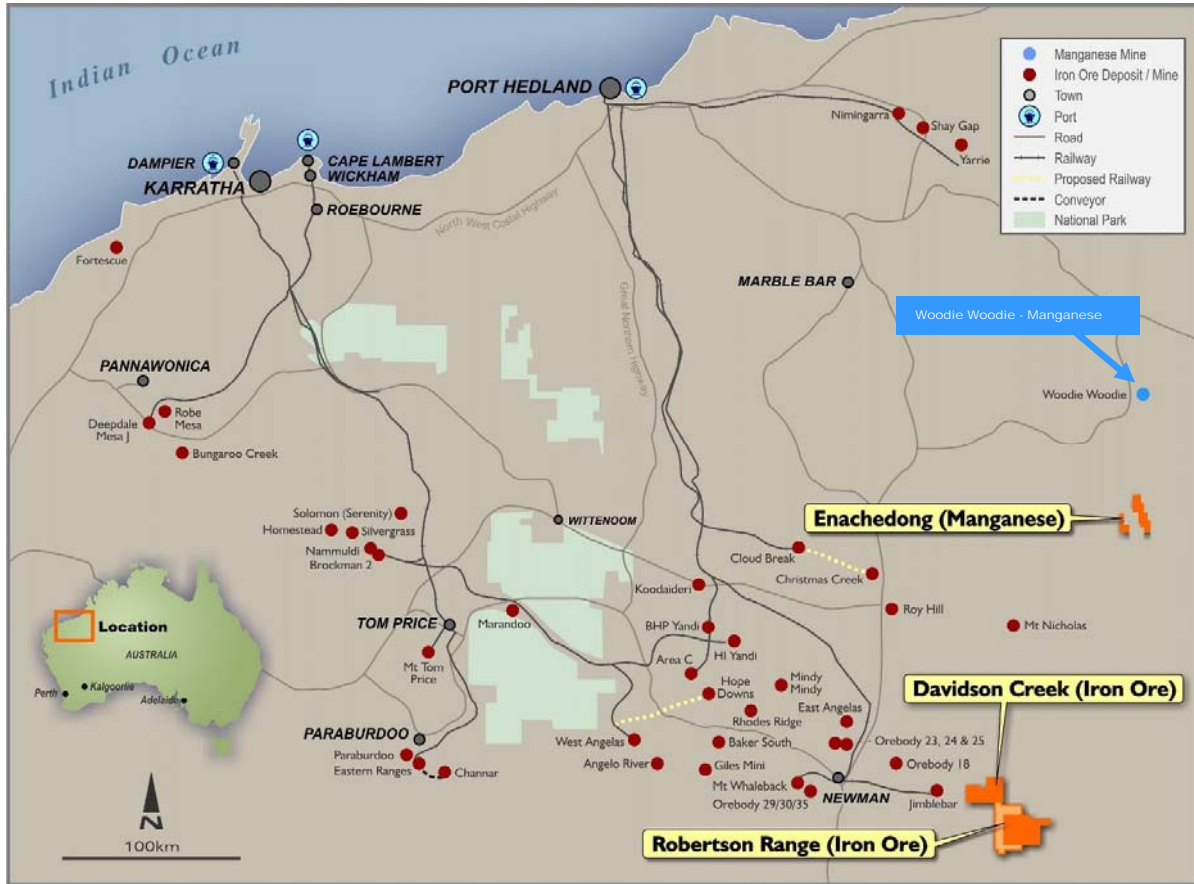 Indian Ocean
PORT HEDLAND
Manganese Mine
Iron Ore Deposit / Mine
Town
Port
Road
Railway
Proposed Railway
Conveyor
National Park
Nimingarra
Shay Gap
Yarrie
DAMPIER
CAPE LAMBERT
WICKHAM
KARRATHA
ROEBOURNE
North West Costal Highway
Fortescue
Great Northern Highway
MARBLE BAR
Woodie Woodie - Manganese
Woodie Woodie
PANNAWONICA
Robe
Mesa
Deepdale
Mesa J
Bungaroo Creek
Solomon (Serenity)
Homestead
Silvergrass
Nammuldi
Brockman 2
WITTENOOM
Enachedong (Manganese)
Cloud Break
Christmas Creek
Koodaideri
Roy Hill
Mt Nicholas
Marandoo
TOM PRICE
Mt Tom
Price
BHP Yandi
HI Yandi
Area C
Hope
Downs
Mindy
Mindy
Rhodes Ridge
East Angelas
Davidson Creek (Iron Ore)
PARABURDOO
Paraburdoo
Eastern Ranges
Channar
West Angelas
Angelo River
Baker South
Giles Mini
Orebody 23, 24 & 25
Orebody 18
Mt Whaleback
Orebody 29/30/35
NEWMAN
Jimblebar
Robertson Range (Iron Ore)
Location
AUSTRALIA
Perth
Kalgoorlie
Adelaide
N
100km